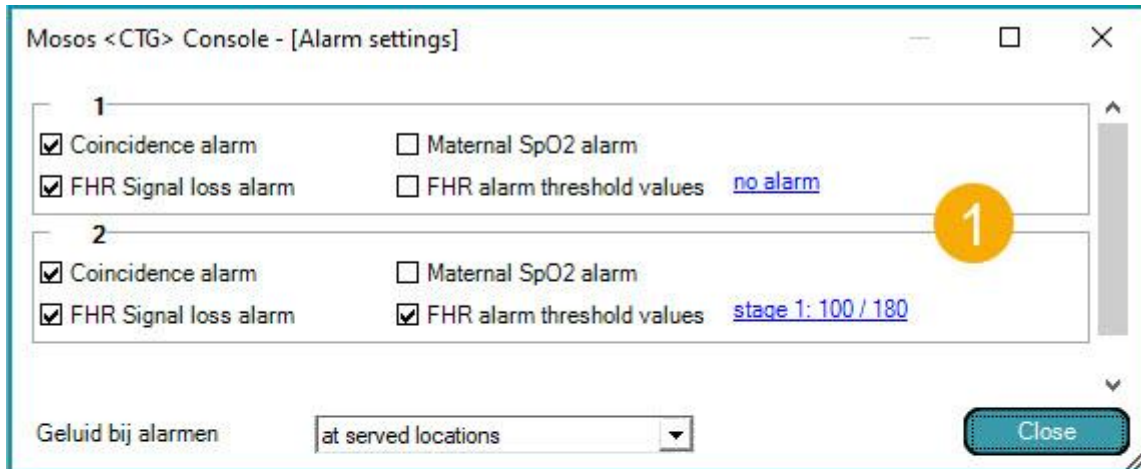 Mosos <CTG> Console - [Alarm settings]
1
Coincidence alarm Maternal SpO2 alarm
FHR Signal loss alarm FHR alarm threshold values no alarm
1
2
Coincidence alarm Maternal SpO2 alarm
FHR Signal loss alarm FHR alarm threshold values stage 1: 100 / 180
Geluid bij alarmen at served locations Close